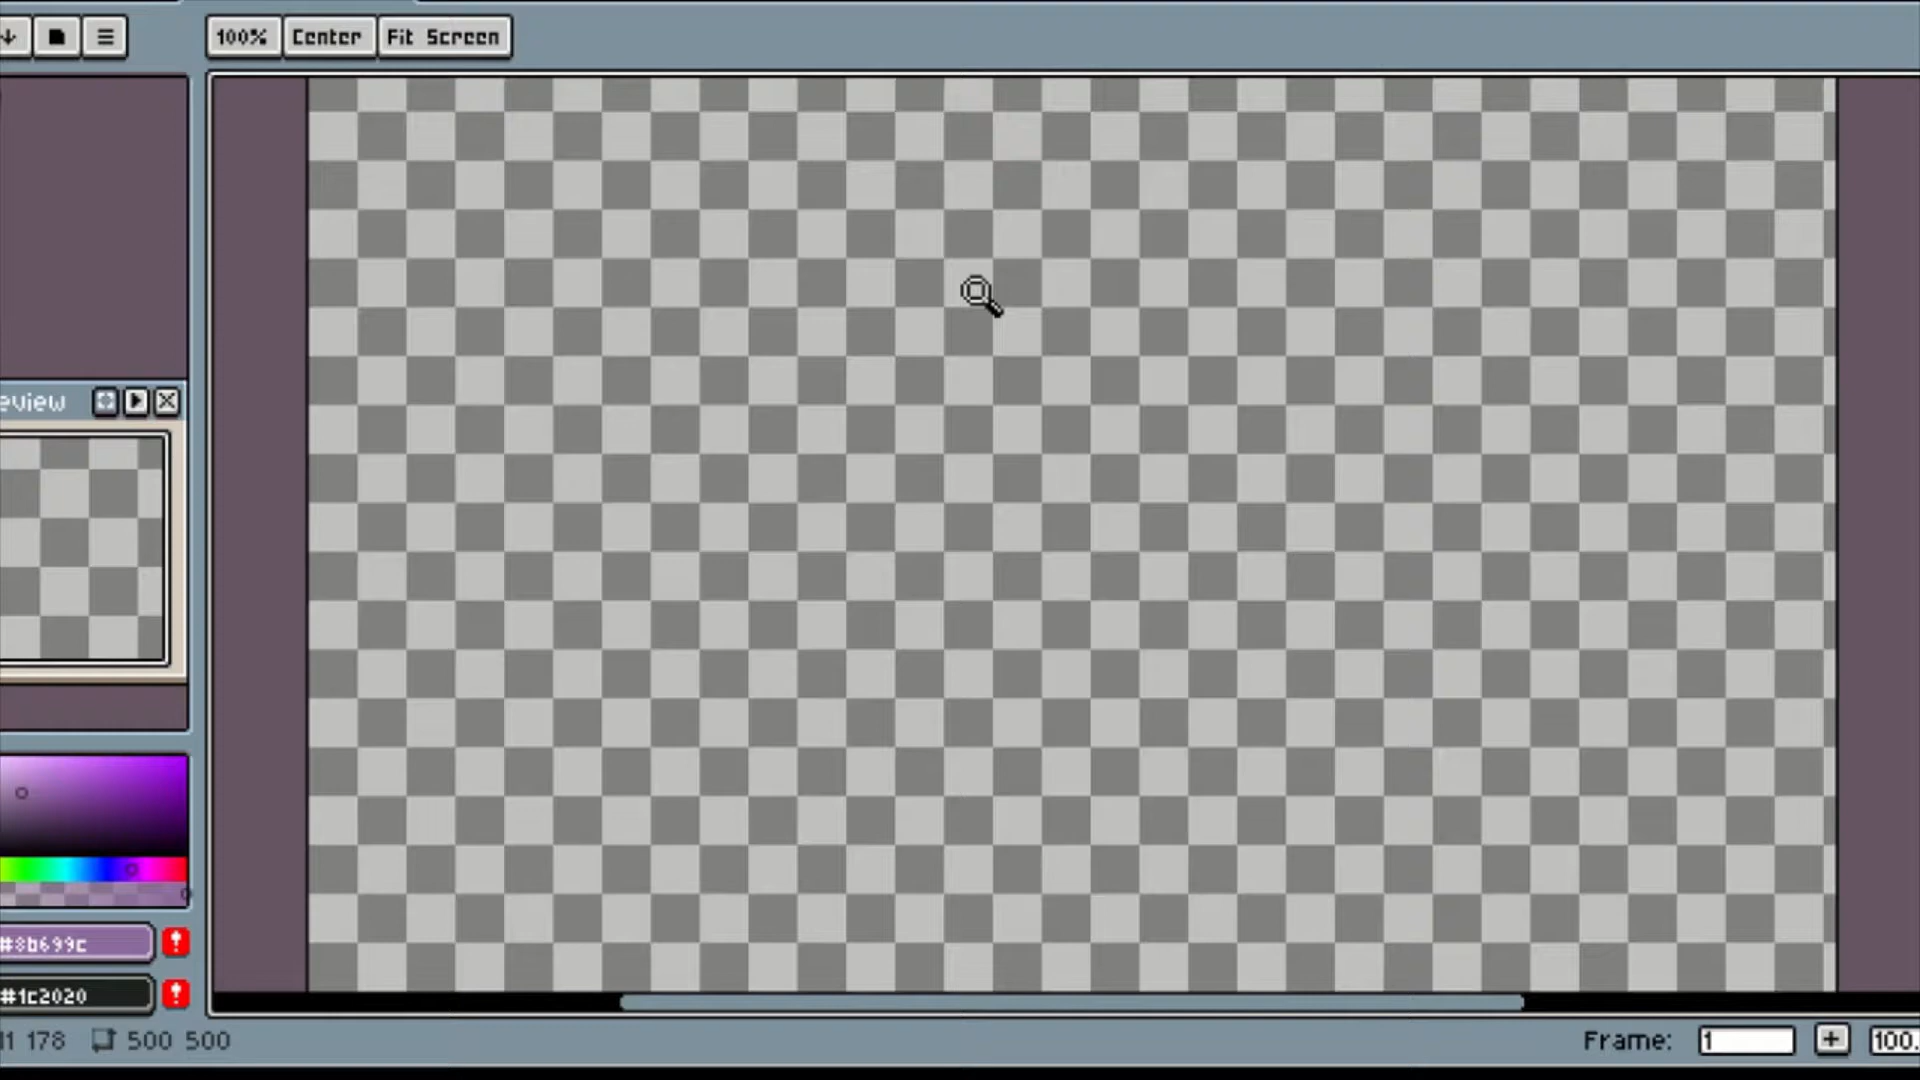 100% Center Fit Screen
eview
#8b699c
#1c2020
178 500 500
Frame: 1 + 100.